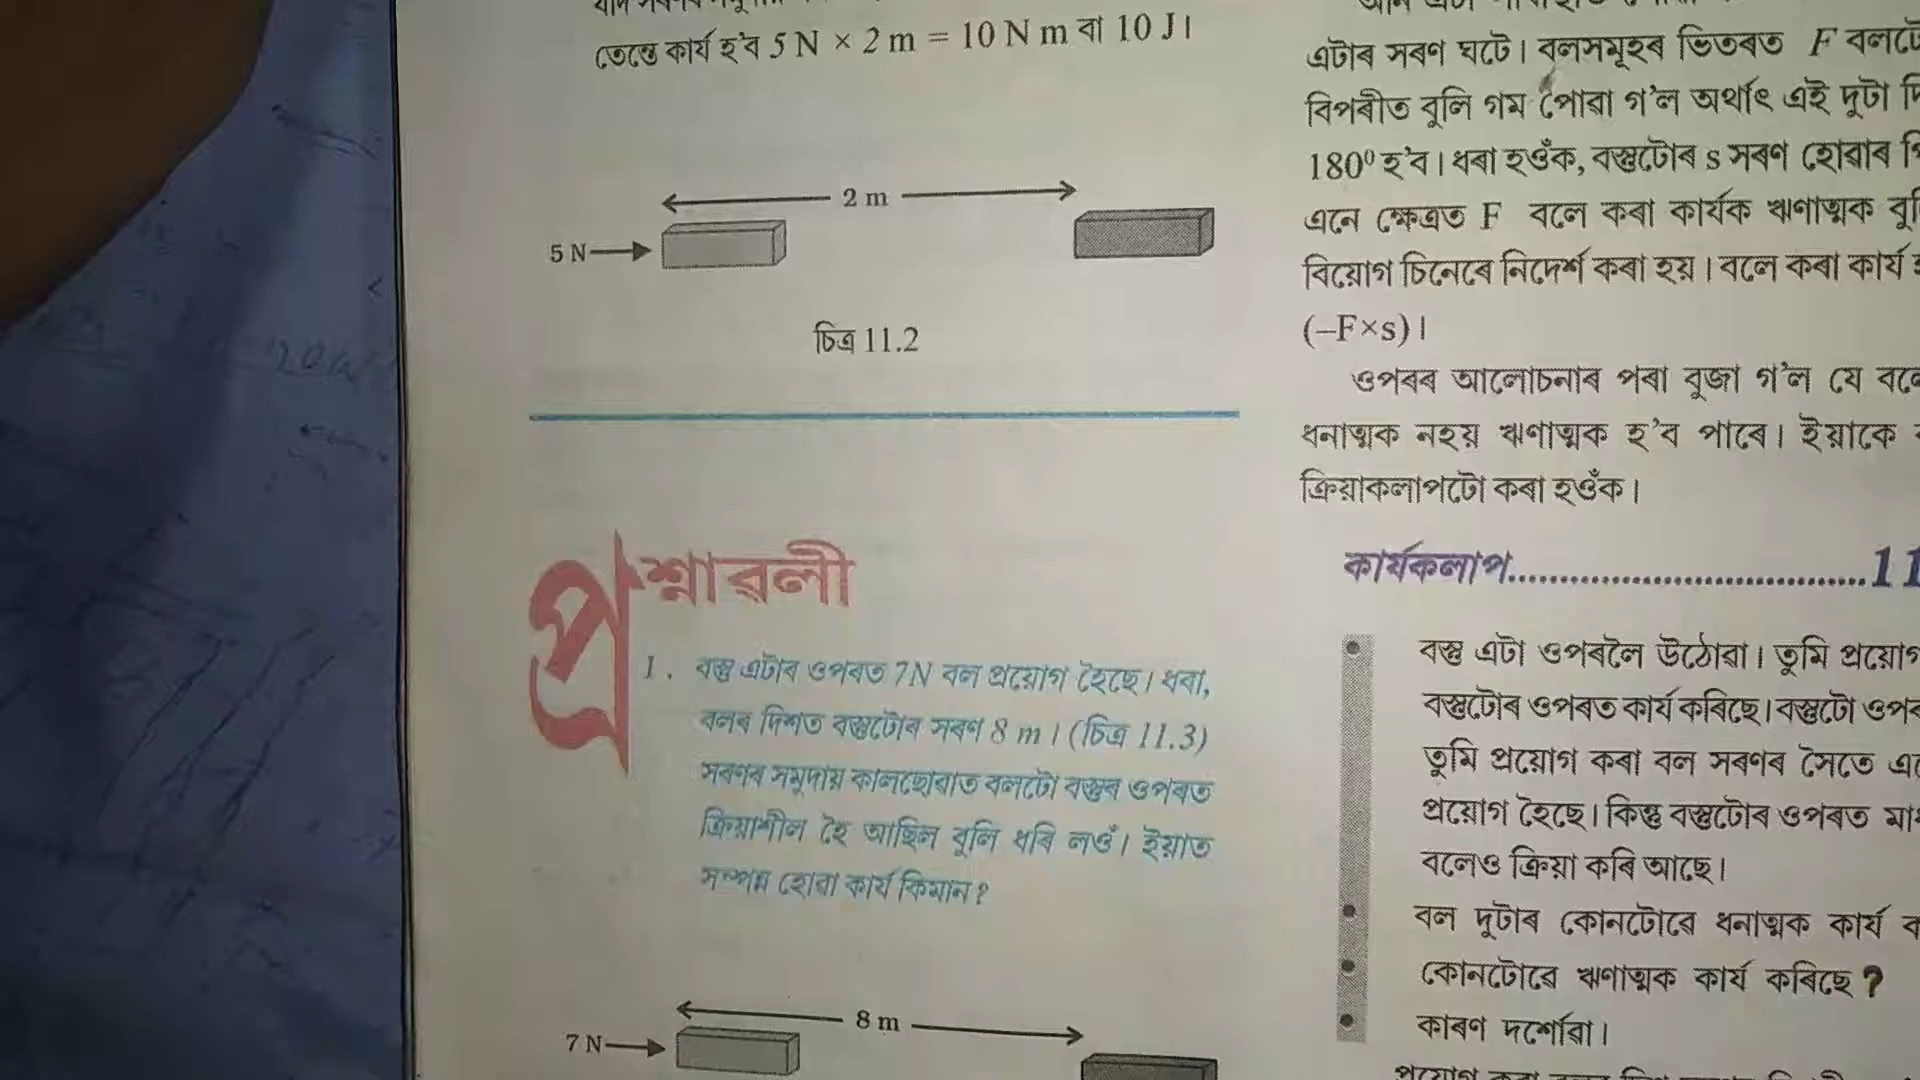 তেন্তে কাৰ্য হ’ব 5 N × 2 m = 10 N m বা 10 J।
2 m
5 N
চিত্ৰ 11.2
প্ৰশ্নাৱলী
1. বস্তু এটাৰ ওপৰত 7N বল প্ৰয়োগ হৈছে। ধৰা,
বলৰ দিশত বস্তুটোৰ সৰণ 8 m। (চিত্ৰ 11.3)
সৰণৰ সমুদায় কালছোৱাত বলটো বস্তুৰ ওপৰত
ক্ৰিয়াশীল হৈ আছিল বুলি ধৰি লওঁ। ইয়াত
সম্পন্ন হোৱা কাৰ্য কিমান?
8 m
7 N
এটাৰ সৰণ ঘটে। বলসমূহৰ ভিতৰত F বলটো
বিপৰীত বুলি গম পোৱা গ’ল অৰ্থাৎ এই দুটা
180⁰ হ’ব। ধৰা হওঁক, বস্তুটোৰ s সৰণ হোৱাৰ
এনে ক্ষেত্ৰত F বলে কৰা কাৰ্যক ঋণাত্মক
বিয়োগ চিনেৰে নিৰ্দেশ কৰা হয়। বলে কৰা কাৰ্য
(–F×s)।
ওপৰৰ আলোচনাৰ পৰা বুজা গ’ল যে
ধনাত্মক নহয় ঋণাত্মক হ’ব পাৰে। ইয়াকে
ক্ৰিয়াকলাপটো কৰা হওঁক।
কাৰ্যকলাপ..................................11
• বস্তু এটা ওপৰলৈ উঠোৱা। তুমি প্ৰয়োগ
বস্তুটোৰ ওপৰত কাৰ্য কৰিছে। বস্তুটো
তুমি প্ৰয়োগ কৰা বল সৰণৰ সৈতে
প্ৰয়োগ হৈছে। কিন্তু বস্তুটোৰ ওপৰত
বলেও ক্ৰিয়া কৰি আছে।
• বল দুটাৰ কোনটোৱে ধনাত্মক কাৰ্য
• কোনটোৱে ঋণাত্মক কাৰ্য কৰিছে?
• কাৰণ দৰ্শোৱা।